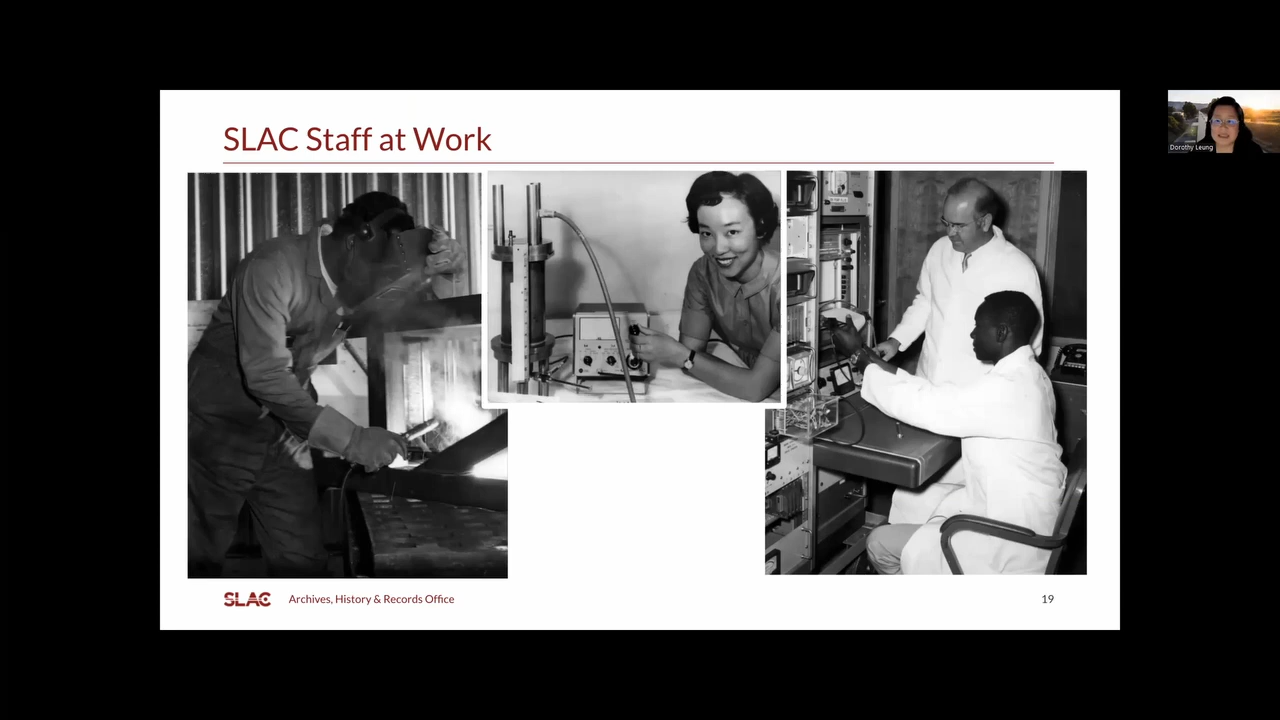 SLAC Staff at Work
Dorothy Leung
SLAC Archives, History & Records Office
19